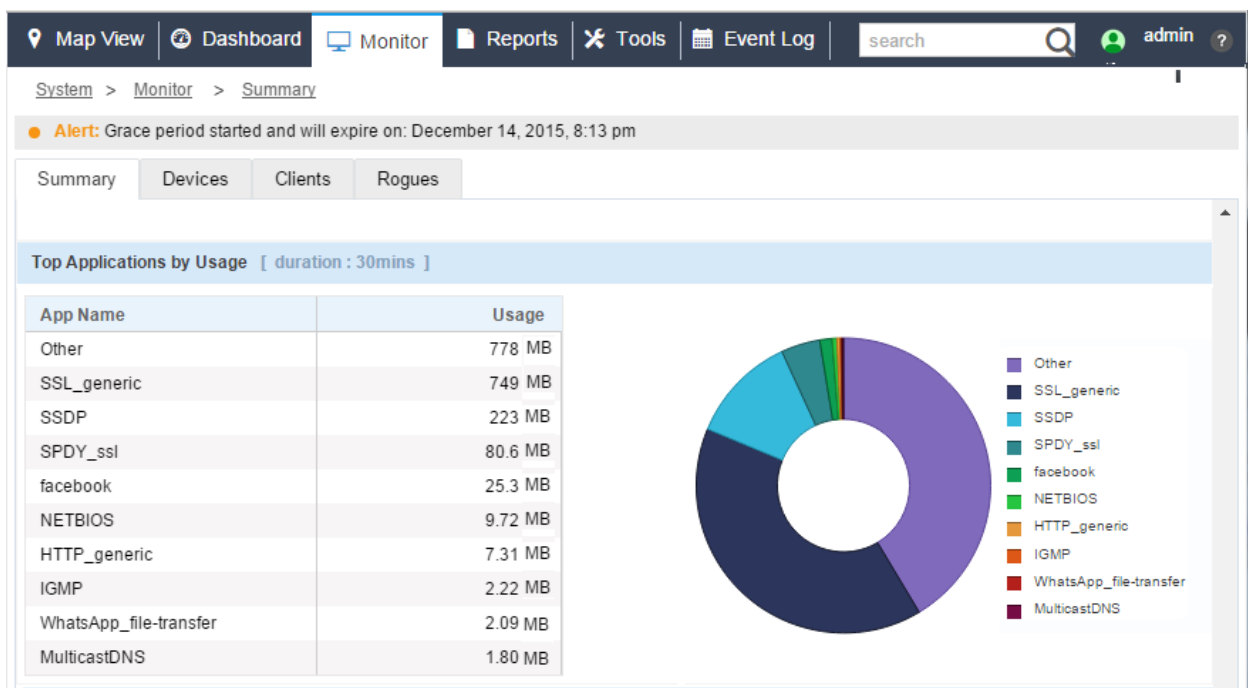 Map View Dashboard Monitor Reports Tools Event Log search admin ?
System > Monitor > Summary
Alert: Grace period started and will expire on: December 14, 2015, 8:13 pm
Summary Devices Clients Rogues
Top Applications by Usage [ duration : 30mins ]
App Name Usage
Other 778 MB
SSL_generic 749 MB
SSDP 223 MB
SPDY_ssl 80.6 MB
facebook 25.3 MB
NETBIOS 9.72 MB
HTTP_generic 7.31 MB
IGMP 2.22 MB
WhatsApp_file-transfer 2.09 MB
MulticastDNS 1.80 MB
Other
SSL_generic
SSDP
SPDY_ssl
facebook
NETBIOS
HTTP_generic
IGMP
WhatsApp_file-transfer
MulticastDNS